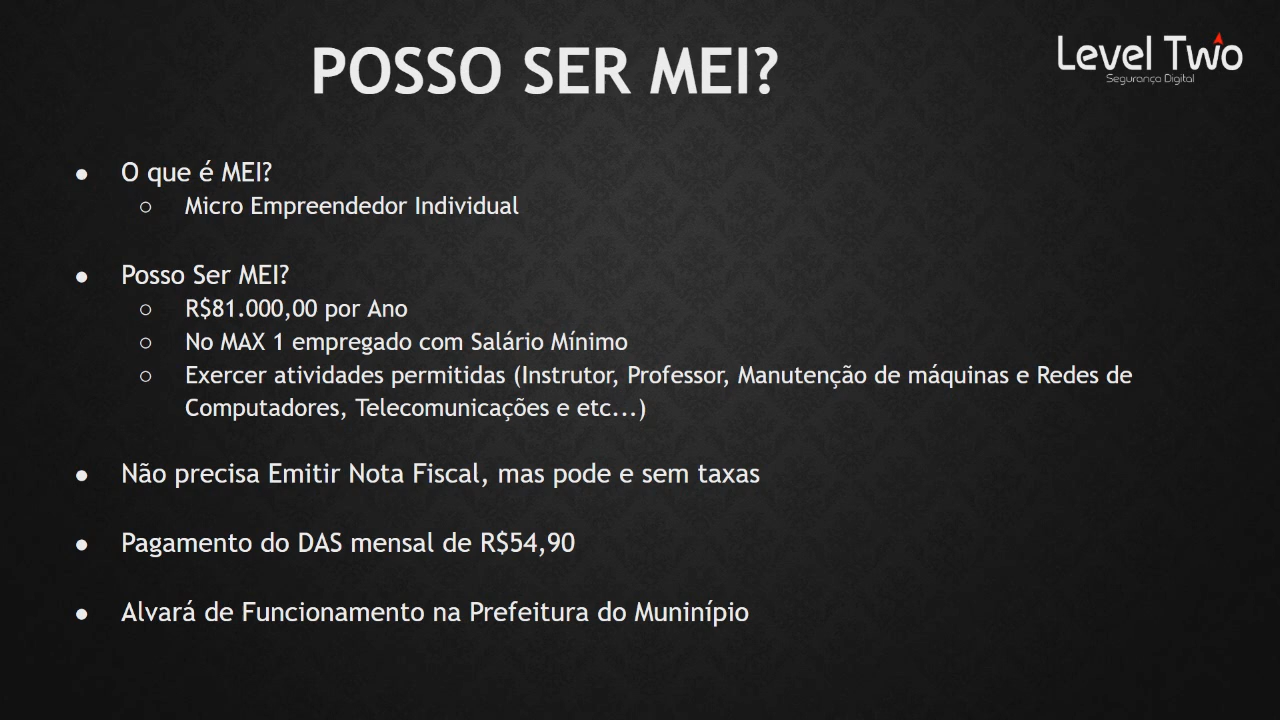 POSSO SER MEI?
Level Two
Segurança Digital
● O que é MEI?
○ Micro Empreendedor Individual
● Posso Ser MEI?
○ R$81.000,00 por Ano
○ No MAX 1 empregado com Salário Mínimo
○ Exercer atividades permitidas (Instrutor, Professor, Manutenção de máquinas e Redes de
Computadores, Telecomunicações e etc...)
● Não precisa Emitir Nota Fiscal, mas pode e sem taxas
● Pagamento do DAS mensal de R$54,90
● Alvará de Funcionamento na Prefeitura do Muninípio